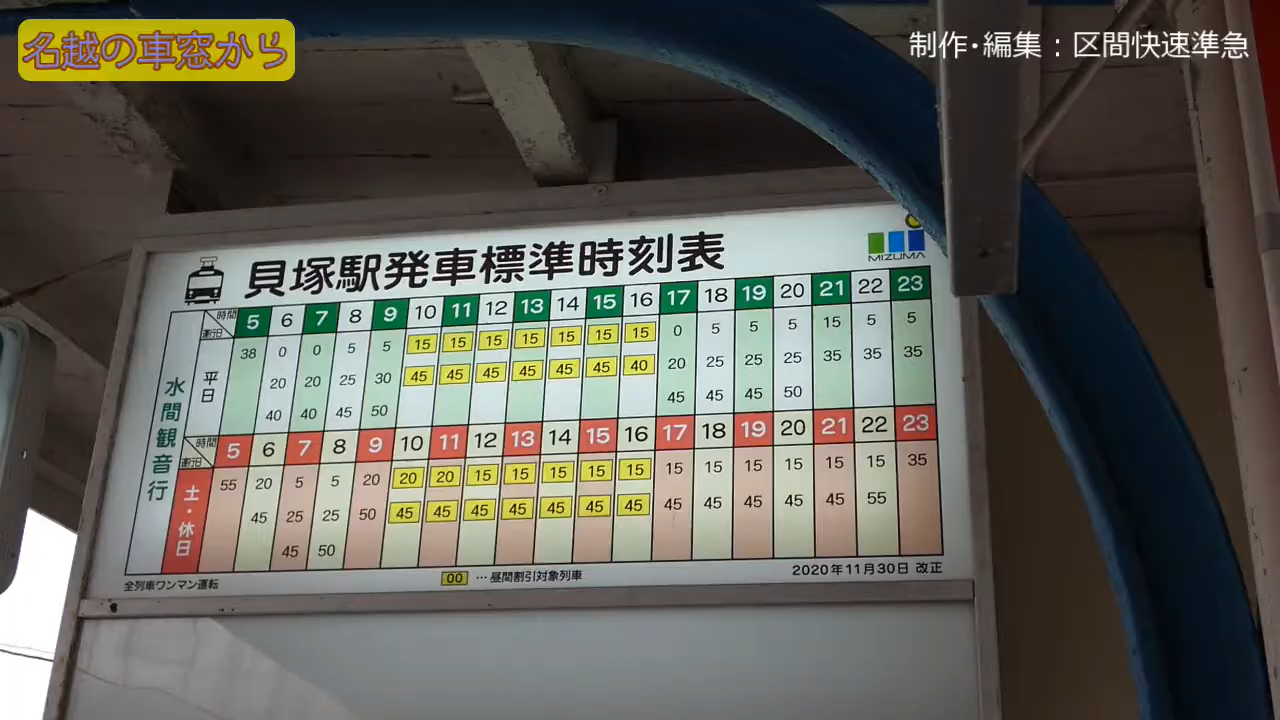 名越の車窓から
制作・編集：区間快速準急
貝塚駅発車標準時刻表
MIZUMA
時間 5 6 7 8 9 10 11 12 13 14 15 16 17 18 19 20 21 22 23
運行
水間観音行
平日
38 0 0 5 5 15 15 15 15 15 15 15 0 5 5 5 15 5 5
20 20 25 30 45 45 45 45 45 45 40 20 25 25 25 35 35 35
40 40 45 50 45 45 45 50
時間 5 6 7 8 9 10 11 12 13 14 15 16 17 18 19 20 21 22 23
運行
土・休日
55 20 5 5 20 20 20 15 15 15 15 15 15 15 15 15 15 15 35
45 25 25 50 45 45 45 45 45 45 45 45 45 45 45 45 55
45 50
全列車ワンマン運転
00 …昼間割引対象列車
2020年11月30日 改正